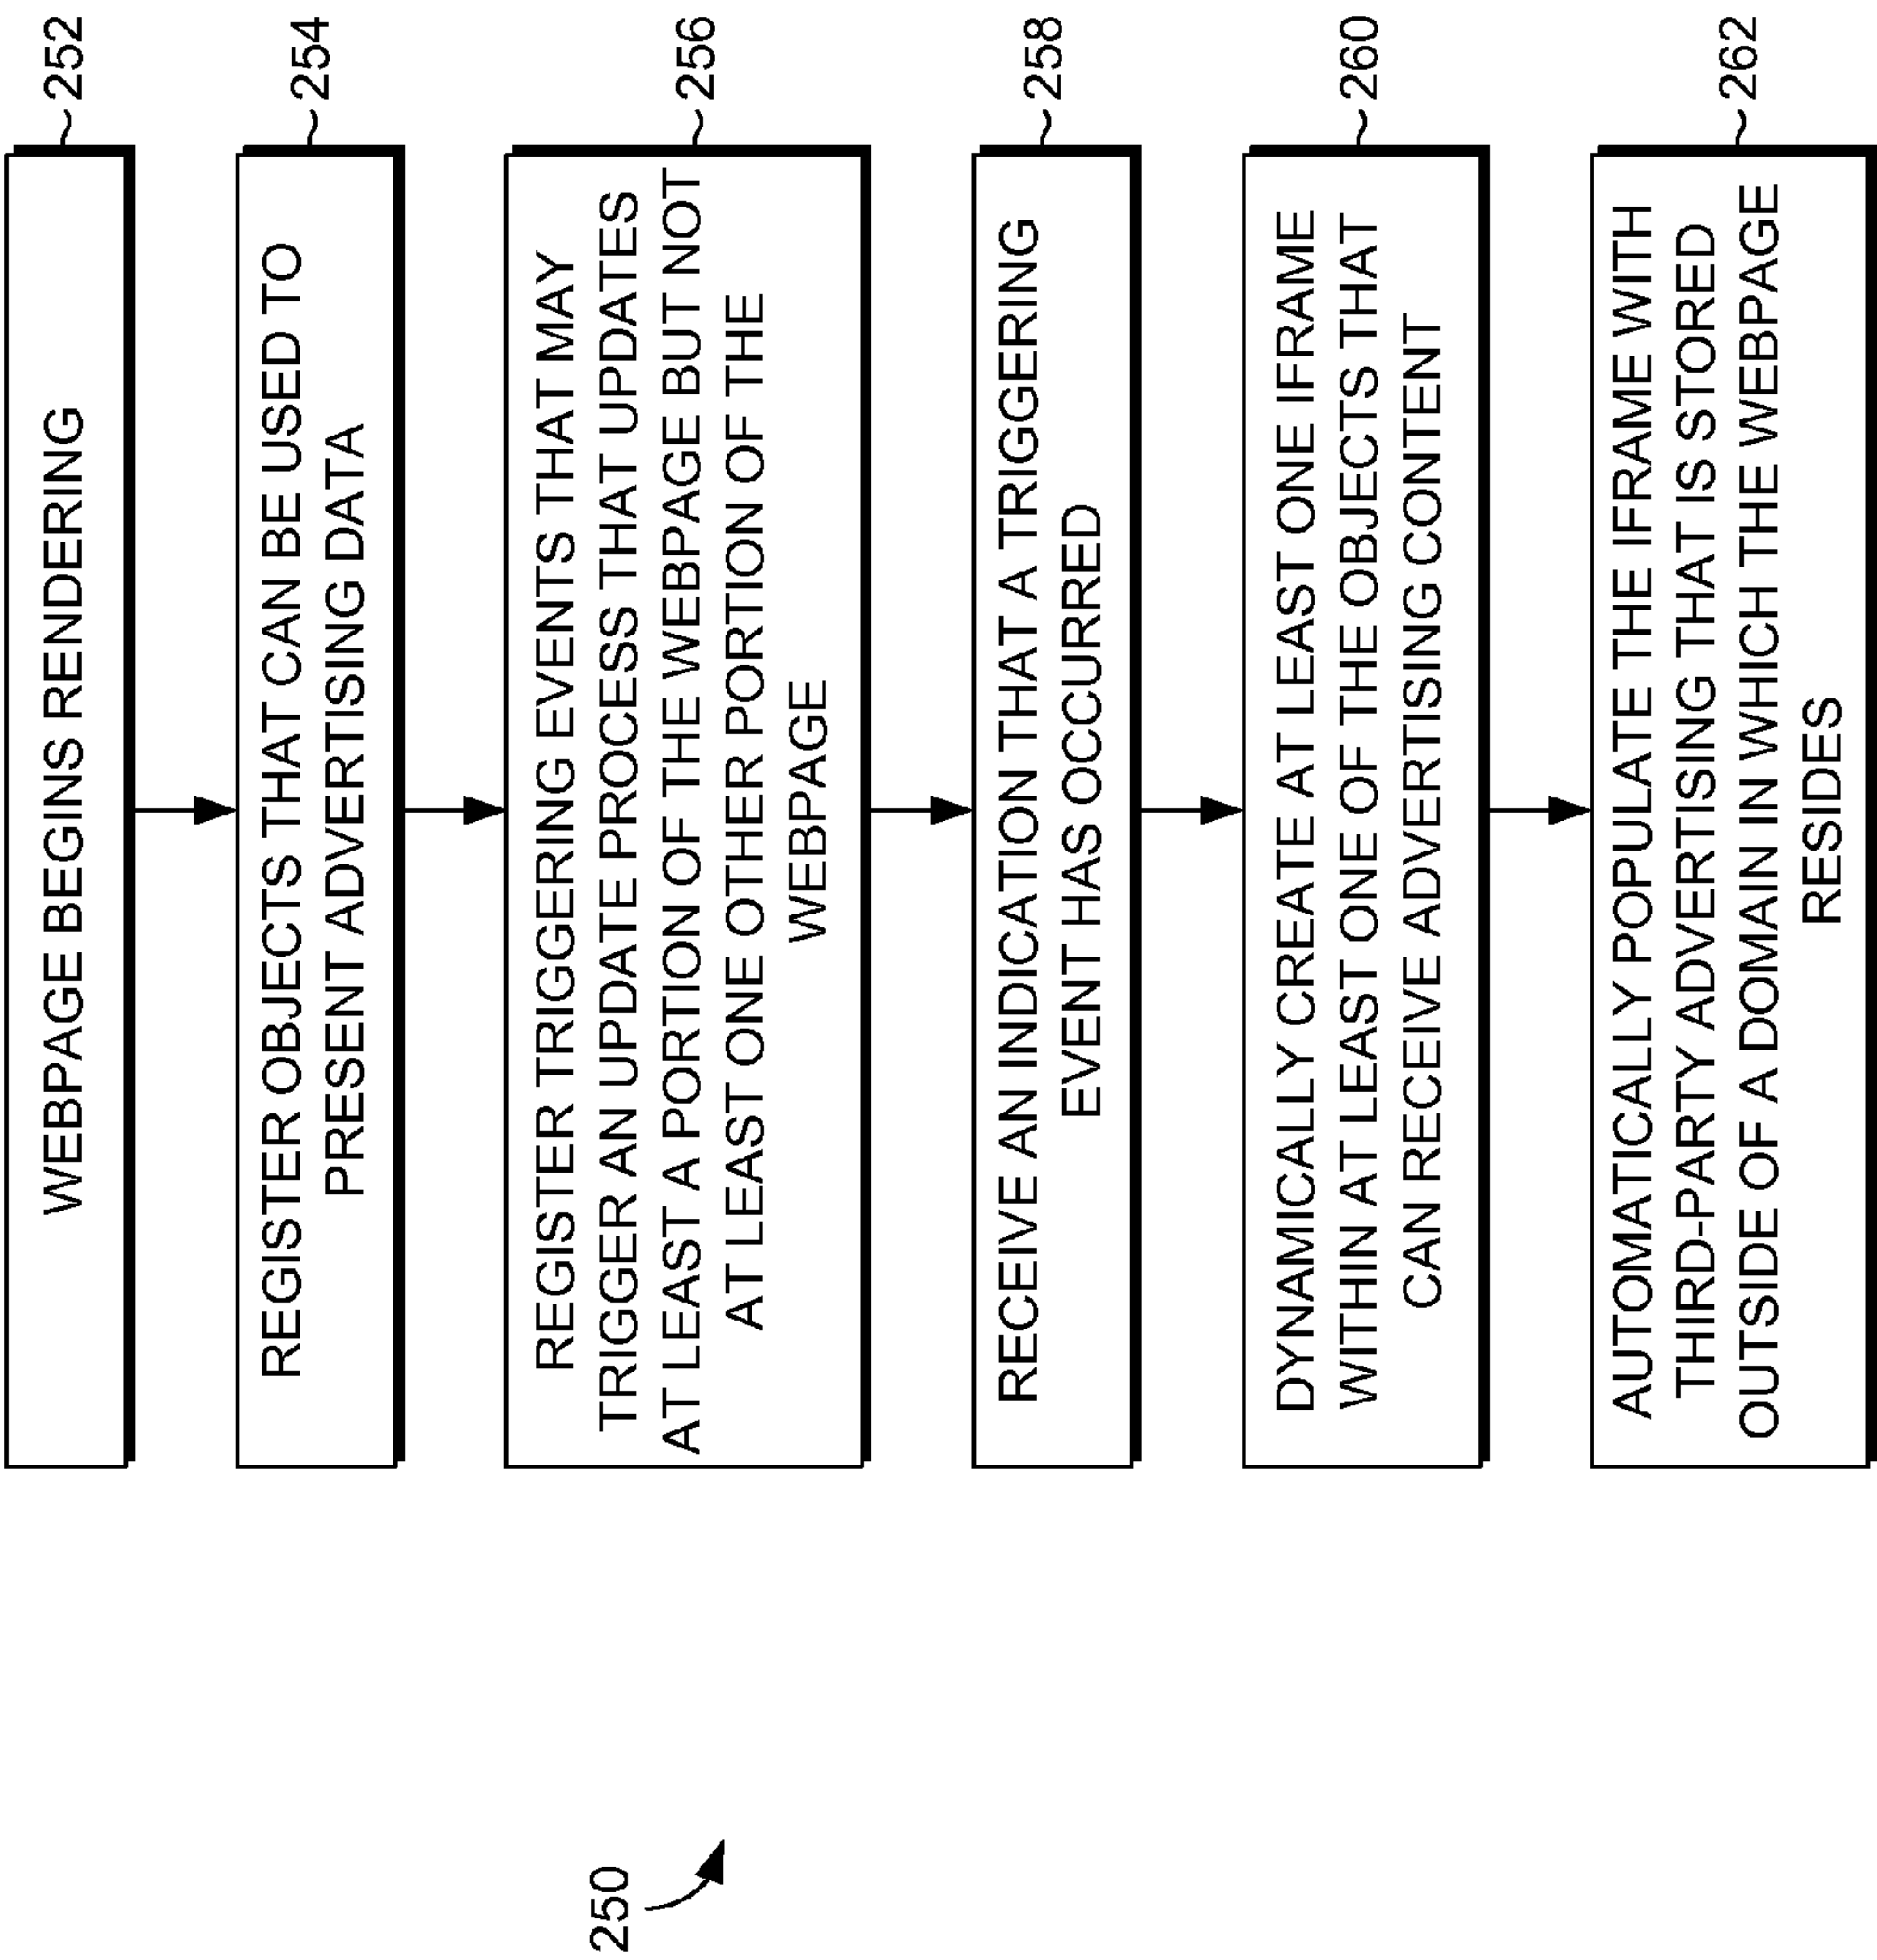 250
WEBPAGE BEGINS RENDERING
252
REGISTER OBJECTS THAT CAN BE USED TO
PRESENT ADVERTISING DATA
254
REGISTER TRIGGERING EVENTS THAT MAY
TRIGGER AN UPDATE PROCESS THAT UPDATES
AT LEAST A PORTION OF THE WEBPAGE BUT NOT
AT LEAST ONE OTHER PORTION OF THE
WEBPAGE
256
RECEIVE AN INDICATION THAT A TRIGGERING
EVENT HAS OCCURRED
258
DYNAMICALLY CREATE AT LEAST ONE IFRAME
WITHIN AT LEAST ONE OF THE OBJECTS THAT
CAN RECEIVE ADVERTISING CONTENT
260
AUTOMATICALLY POPULATE THE IFRAME WITH
THIRD-PARTY ADVERTISING THAT IS STORED
OUTSIDE OF A DOMAIN IN WHICH THE WEBPAGE
RESIDES
262